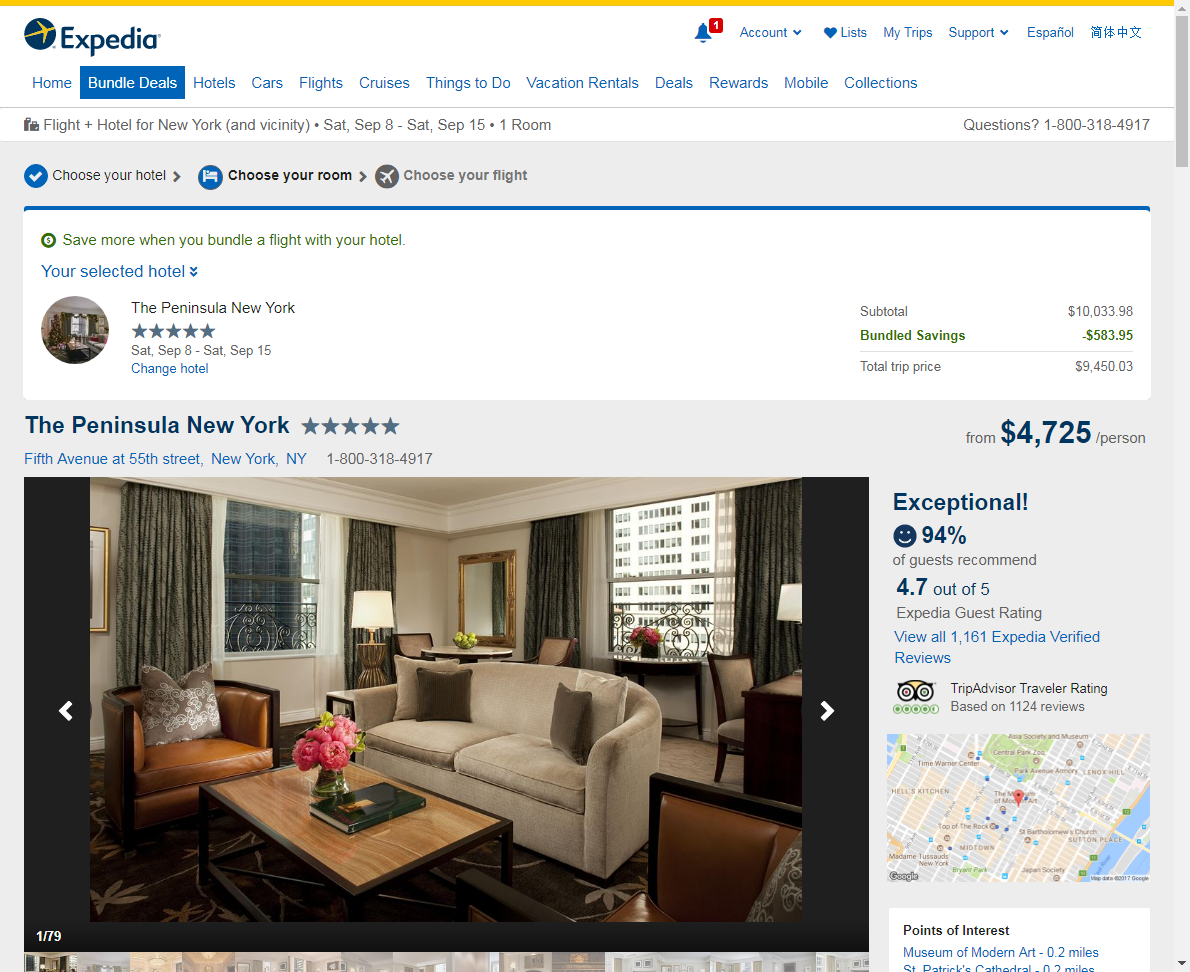 Expedia
1
Account
Lists
My Trips
Support
Español
简体中文
Home
Bundle Deals
Hotels
Cars
Flights
Cruises
Things to Do
Vacation Rentals
Deals
Rewards
Mobile
Collections
Flight + Hotel for New York (and vicinity) • Sat, Sep 8 - Sat, Sep 15 • 1 Room
Questions? 1-800-318-4917
Choose your hotel
Choose your room
Choose your flight
Save more when you bundle a flight with your hotel.
Your selected hotel
The Peninsula New York
Sat, Sep 8 - Sat, Sep 15
Change hotel
Subtotal $10,033.98
Bundled Savings -$583.95
Total trip price $9,450.03
The Peninsula New York
from $4,725 /person
Fifth Avenue at 55th street, New York, NY 1-800-318-4917
Exceptional!
94%
of guests recommend
4.7 out of 5
Expedia Guest Rating
View all 1,161 Expedia Verified
Reviews
TripAdvisor Traveler Rating
Based on 1124 reviews
Asia Society and Museum
Central Park Zoo
Time Warner Center
Park Avenue Armory
LENOX HILL
HELL'S KITCHEN
The Museum
of Modern Art
Top of The Rock
St Bartholomew's Church
SUTTON PLACE
MIDTOWN
Madame Tussauds
New York
Bryant Park
Japan Society
Google
Map data ©2017 Google
1/79
Points of Interest
Museum of Modern Art - 0.2 miles
St. Patrick's Cathedral - 0.2 miles